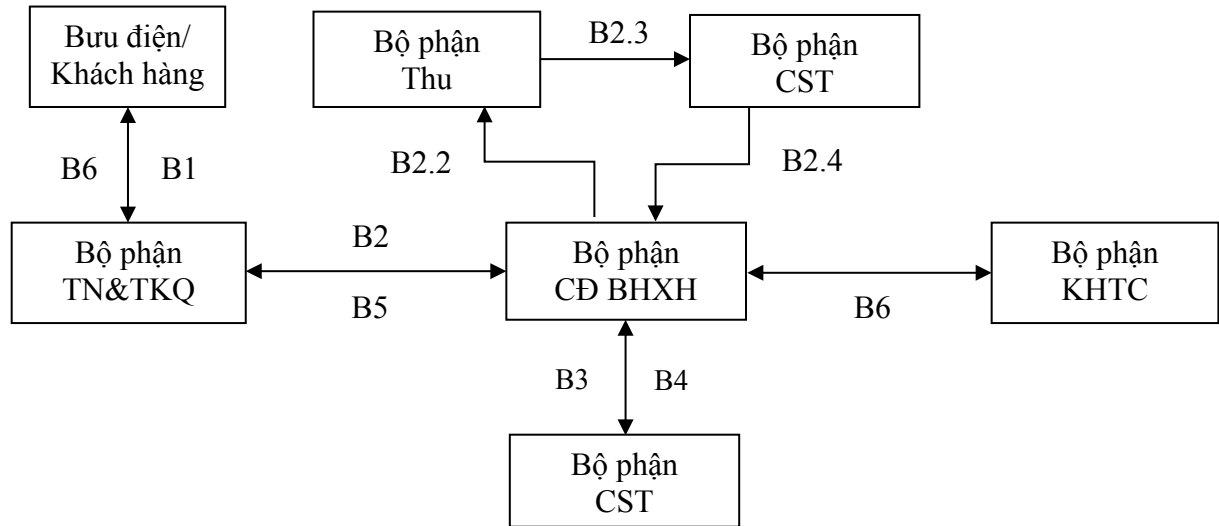 Bưu điện/
Khách hàng
Bộ phận
Thu
B2.3
Bộ phận
CST
B6
B1
B2.2
B2.4
Bộ phận
TN&TKQ
B2
B5
Bộ phận
CĐ BHXH
B6
Bộ phận
KHTC
B3
B4
Bộ phận
CST